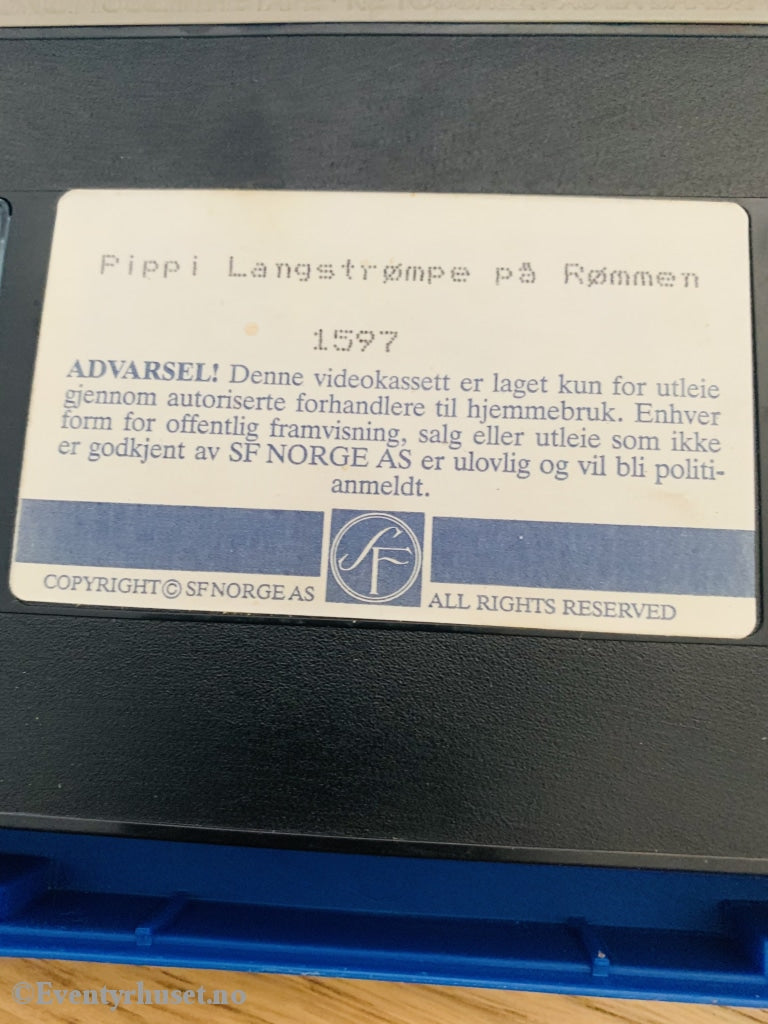 Pippi Langstrømpe på Rømmen
1597
ADVARSEL! Denne videokassett er laget kun for utleie
gjennom autoriserte forhandlere til hjemmebruk. Enhver
form for offentlig framvisning, salg eller utleie som ikke
er godkjent av SF NORGE AS er ulovlig og vil bli politi-
anmeldt.
SF
COPYRIGHT © SF NORGE AS
ALL RIGHTS RESERVED
©Eventyrhuset.no